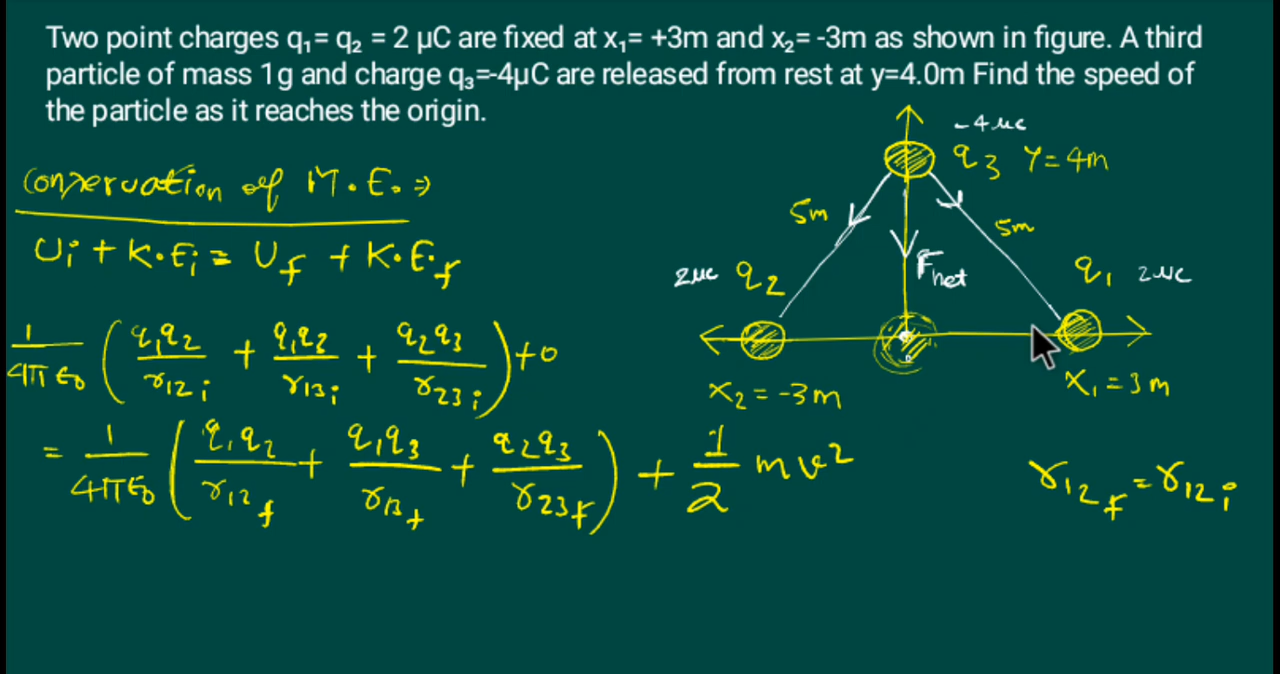 Two point charges q₁= q₂ = 2 µC are fixed at x₁= +3m and x₂= -3m as shown in figure. A third
particle of mass 1g and charge q₃=-4µC are released from rest at y=4.0m Find the speed of
the particle as it reaches the origin.
Conservation of M.E. ⇒
Uᵢ + K.Eᵢ = U_f + K.E_f
1/4πε₀ (q₁q₂/r₁₂ᵢ + q₁q₃/r₁₃ᵢ + q₂q₃/r₂₃ᵢ) + 0
= 1/4πε₀ (q₁q₂/r₁₂f + q₁q₃/r₁₃f + q₂q₃/r₂₃f) + 1/2 mv²
-4µC
q₃ Y=4m
5m
5m
F_net
2µC q₂
q₁ 2µC
X₂ = -3m
X₁ = 3m
r₁₂f = r₁₂ᵢ